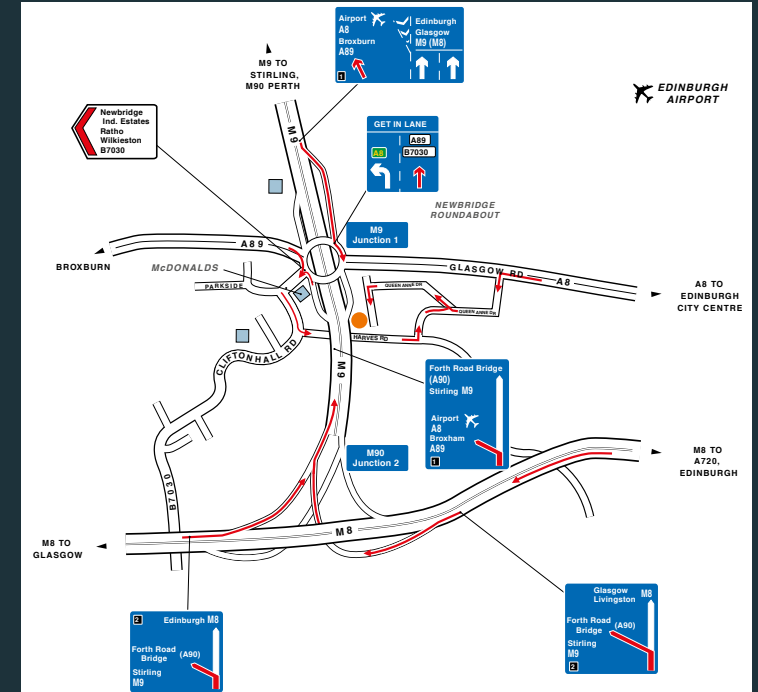 Airport
A8
Broxburn
A89
1
Edinburgh
Glasgow
M9 (M8)
M9 TO
STIRLING,
M90 PERTH
EDINBURGH
AIRPORT
Newbridge
Ind. Estates
Ratho
Wilkieston
B7030
M9
GET IN LANE
A8
A89
B7030
NEWBRIDGE
ROUNDABOUT
M9
Junction 1
A89
BROXBURN
McDONALDS
GLASGOW RD
A8
PARKSIDE
QUEEN ANNE DR
QUEEN ANNE DR
A8 TO
EDINBURGH
CITY CENTRE
HARVES RD
CLIFTONHALL RD
M9
Forth Road Bridge
(A90)
Stirling M9
Airport
A8
Broxham
A89
1
M90
Junction 2
M8 TO
A720,
EDINBURGH
B7030
M8
M8 TO
GLASGOW
2
Edinburgh M8
Forth Road
Bridge
(A90)
Stirling
M9
Glasgow
Livingston
M8
Forth Road
Bridge
(A90)
Stirling
M9
2